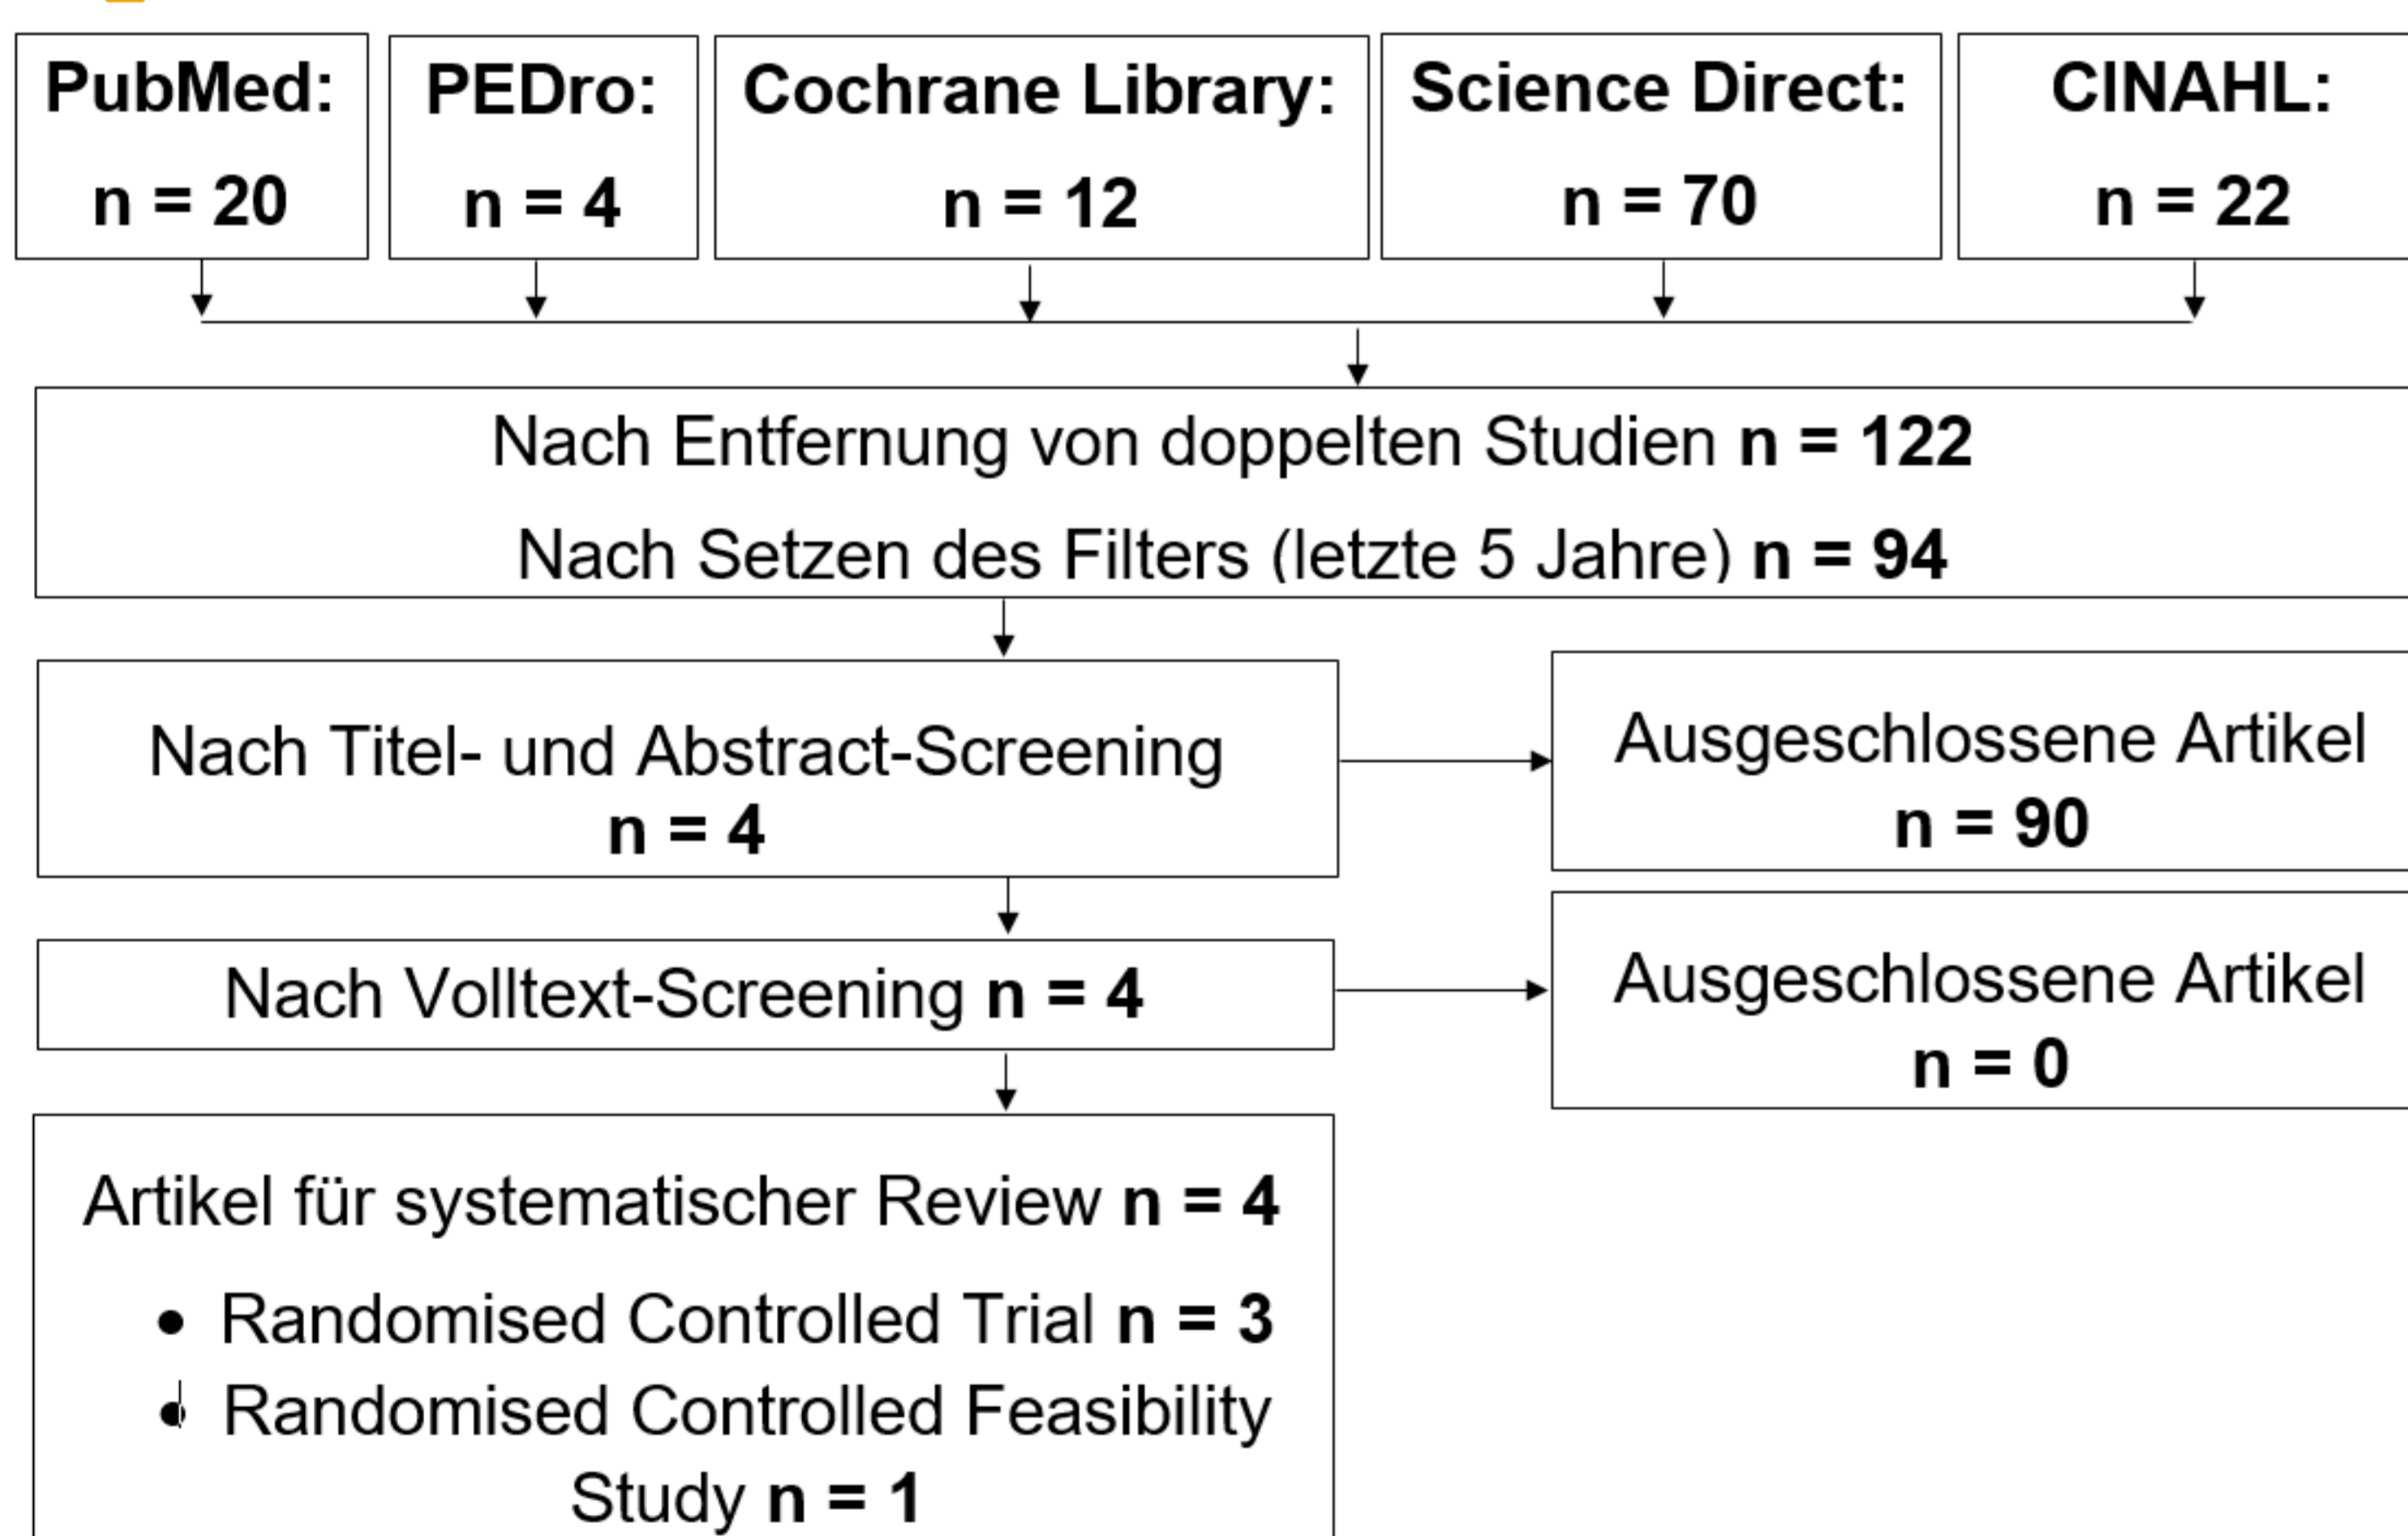 PubMed:
n = 20
PEDro:
n = 4
Cochrane Library:
n = 12
Science Direct:
n = 70
CINAHL:
n = 22
Nach Entfernung von doppelten Studien n = 122
Nach Setzen des Filters (letzte 5 Jahre) n = 94
Nach Titel- und Abstract-Screening
n = 4
Ausgeschlossene Artikel
n = 90
Nach Volltext-Screening n = 4
Ausgeschlossene Artikel
n = 0
Artikel für systematischer Review n = 4
• Randomised Controlled Trial n = 3
• Randomised Controlled Feasibility
Study n = 1